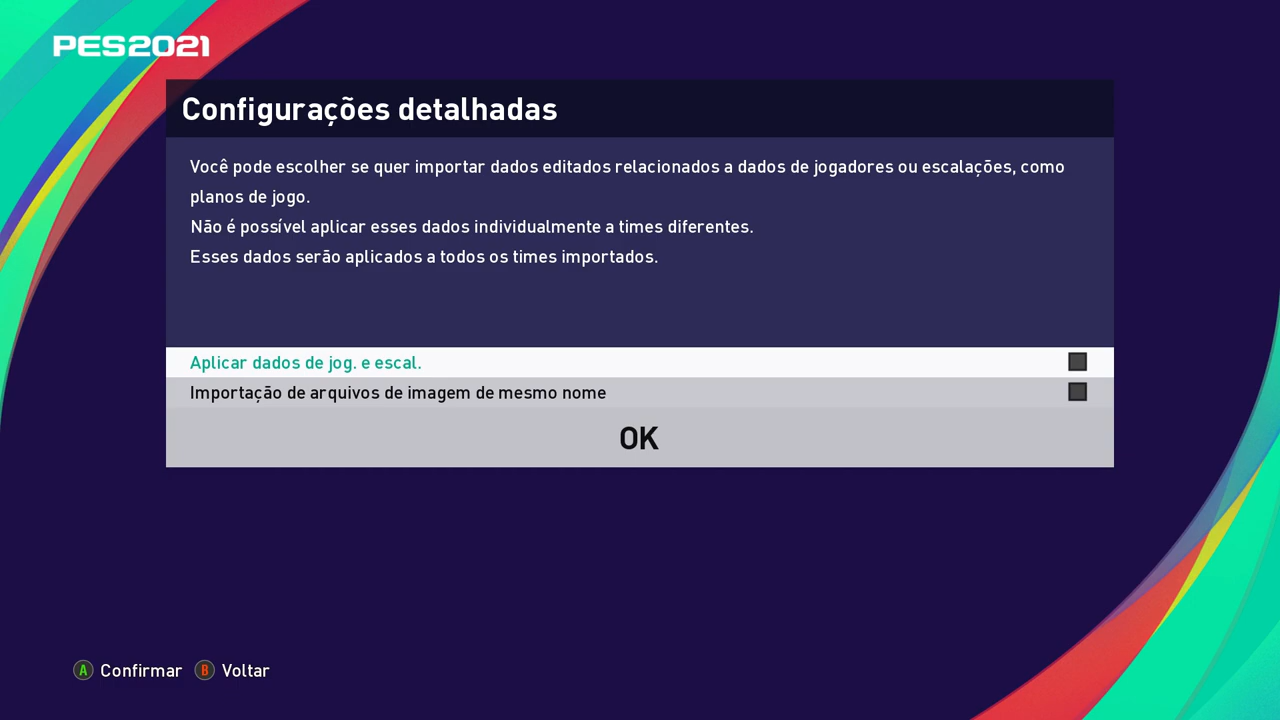 PES2021
Configurações detalhadas
Você pode escolher se quer importar dados editados relacionados a dados de jogadores ou escalações, como
planos de jogo.
Não é possível aplicar esses dados individualmente a times diferentes.
Esses dados serão aplicados a todos os times importados.
Aplicar dados de jog. e escal.
Importação de arquivos de imagem de mesmo nome
OK
A Confirmar B Voltar